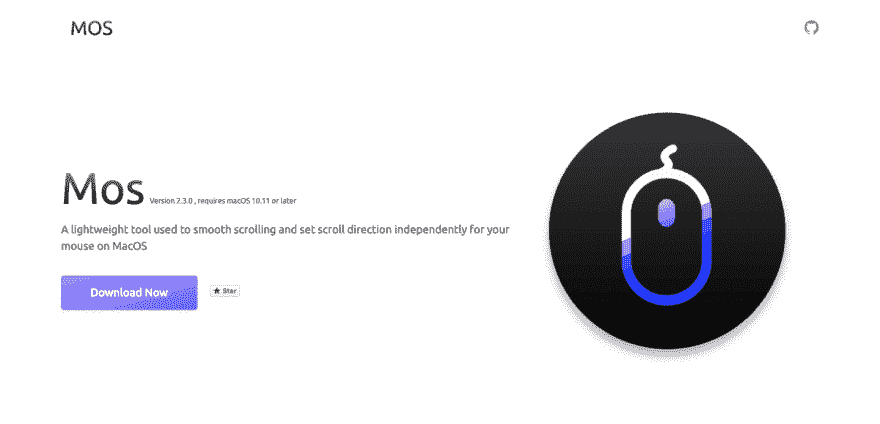 MOS
Mos Version 2.3.0 , requires macOS 10.11 or later
A lightweight tool used to smooth scrolling and set scroll direction independently for your
mouse on MacOS
Download Now
Star